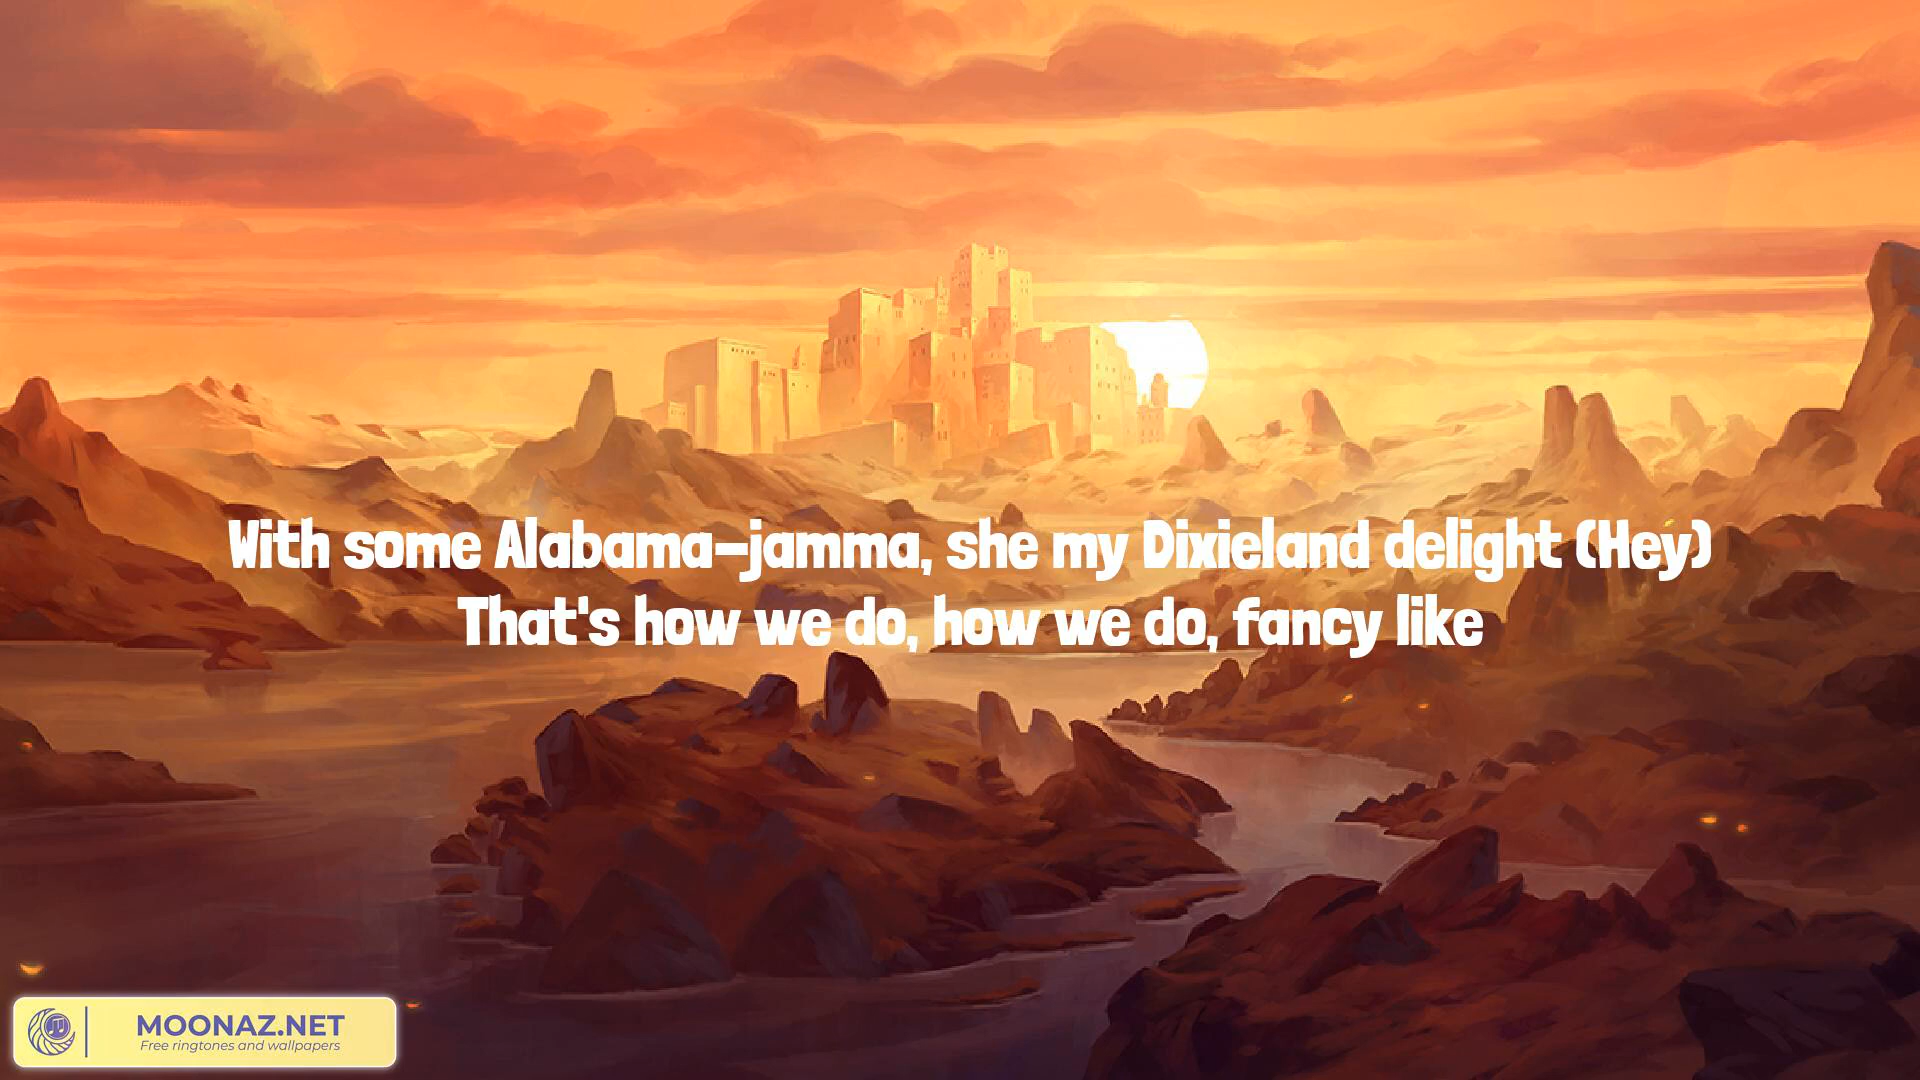 With some Alabama-jamma, she my Dixieland delight (Hey)
That's how we do, how we do, fancy like
MOONAZ.NET
Free ringtones and wallpapers